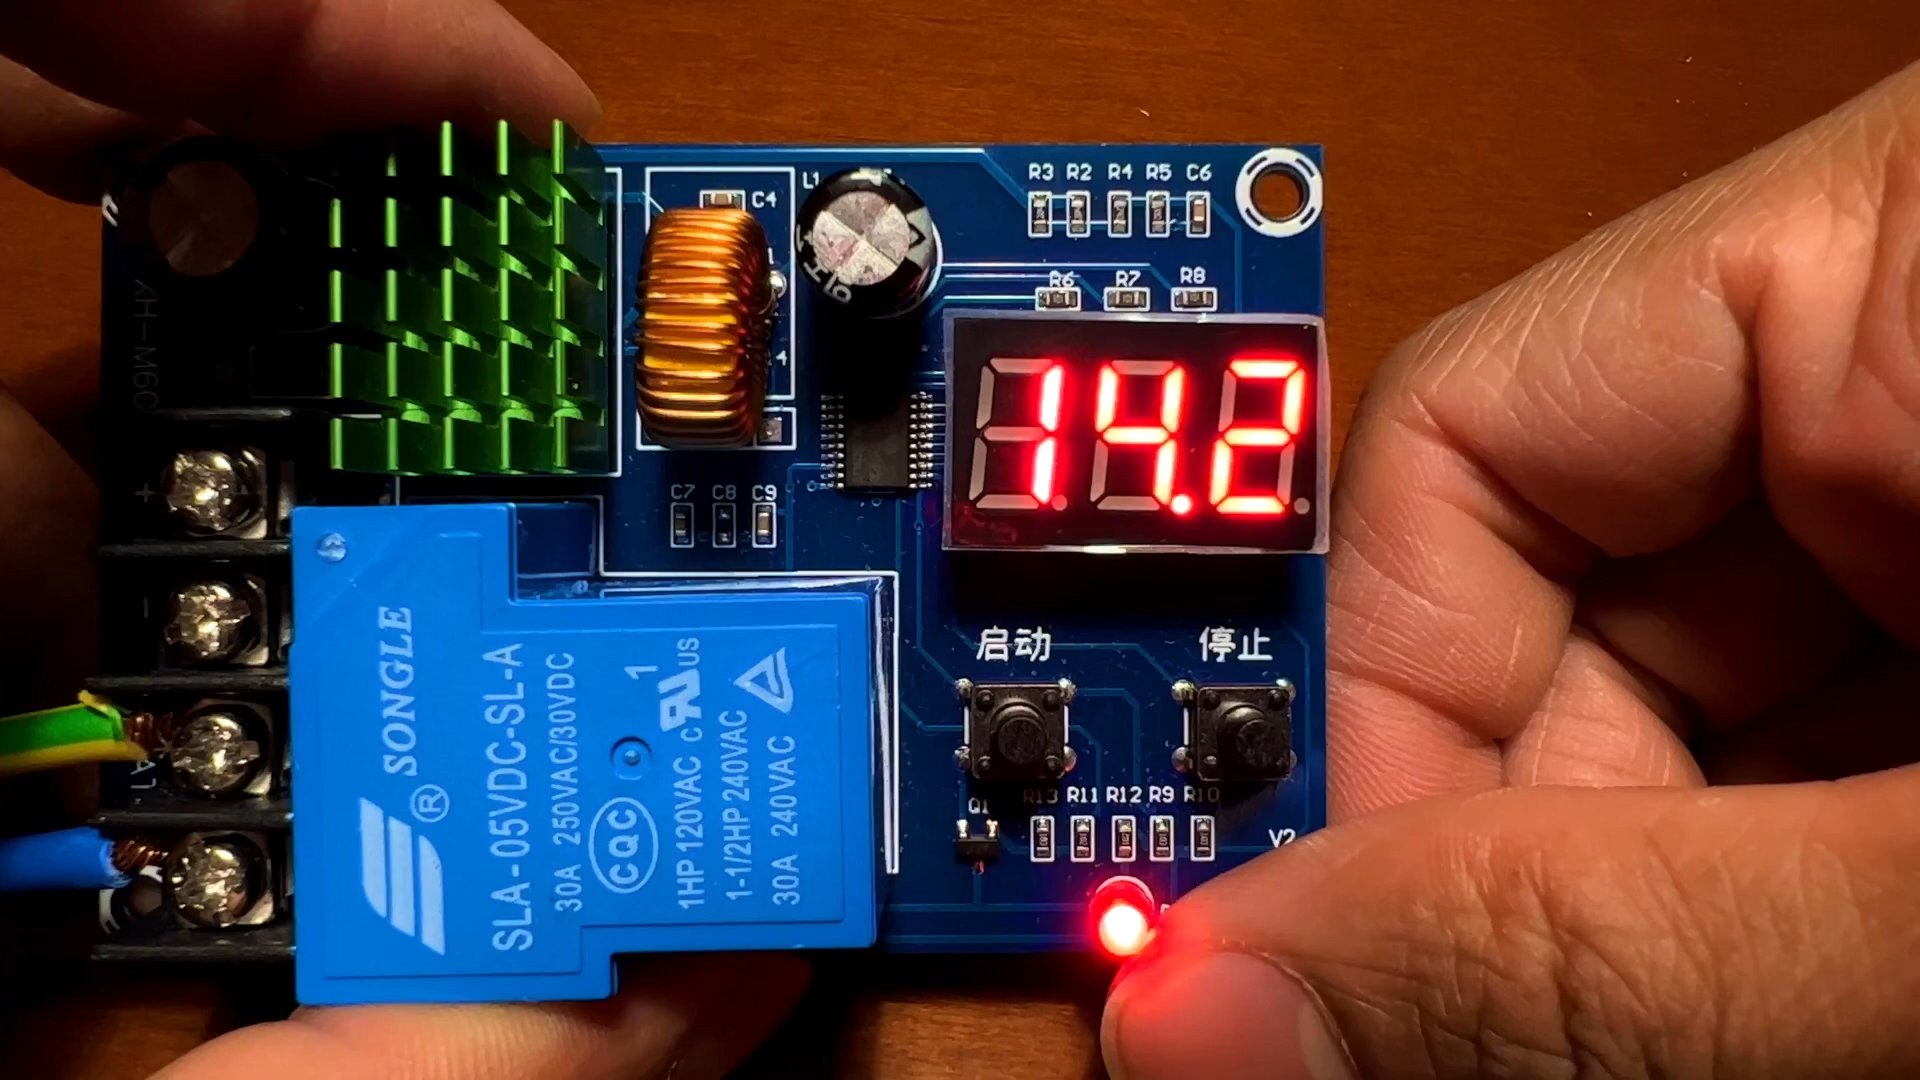 C4
L1
R3 R2 R4 R5 C6
R6 R7 R8
14.2
C7 C8 C9
+
-
启动
停止
SONGLE
®
SLA-05VDC-SL-A
30A 250VAC/30VDC
CQC
1
1HP 120VAC c US
1-1/2HP 240VAC
30A 240VAC
Q1
R13 R11 R12 R9 R10
V2